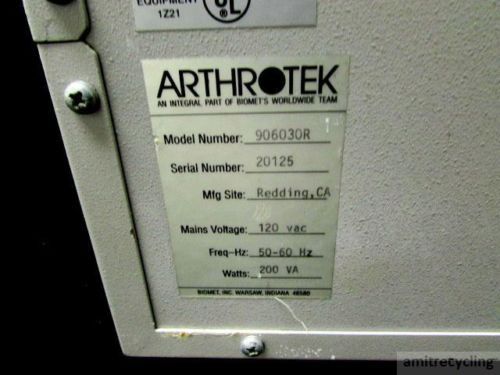 EQUIPMENT
1Z21
UL
®
ARTHROTEK
AN INTEGRAL PART OF BIOMET'S WORLDWIDE TEAM
Model Number: 906030R
Serial Number: 20125
Mfg Site: Redding, CA
Mains Voltage: 120 vac
Freq-Hz: 50-60 Hz
Watts: 200 VA
BIOMET, INC. WARSAW, INDIANA 46580
amitrecycling